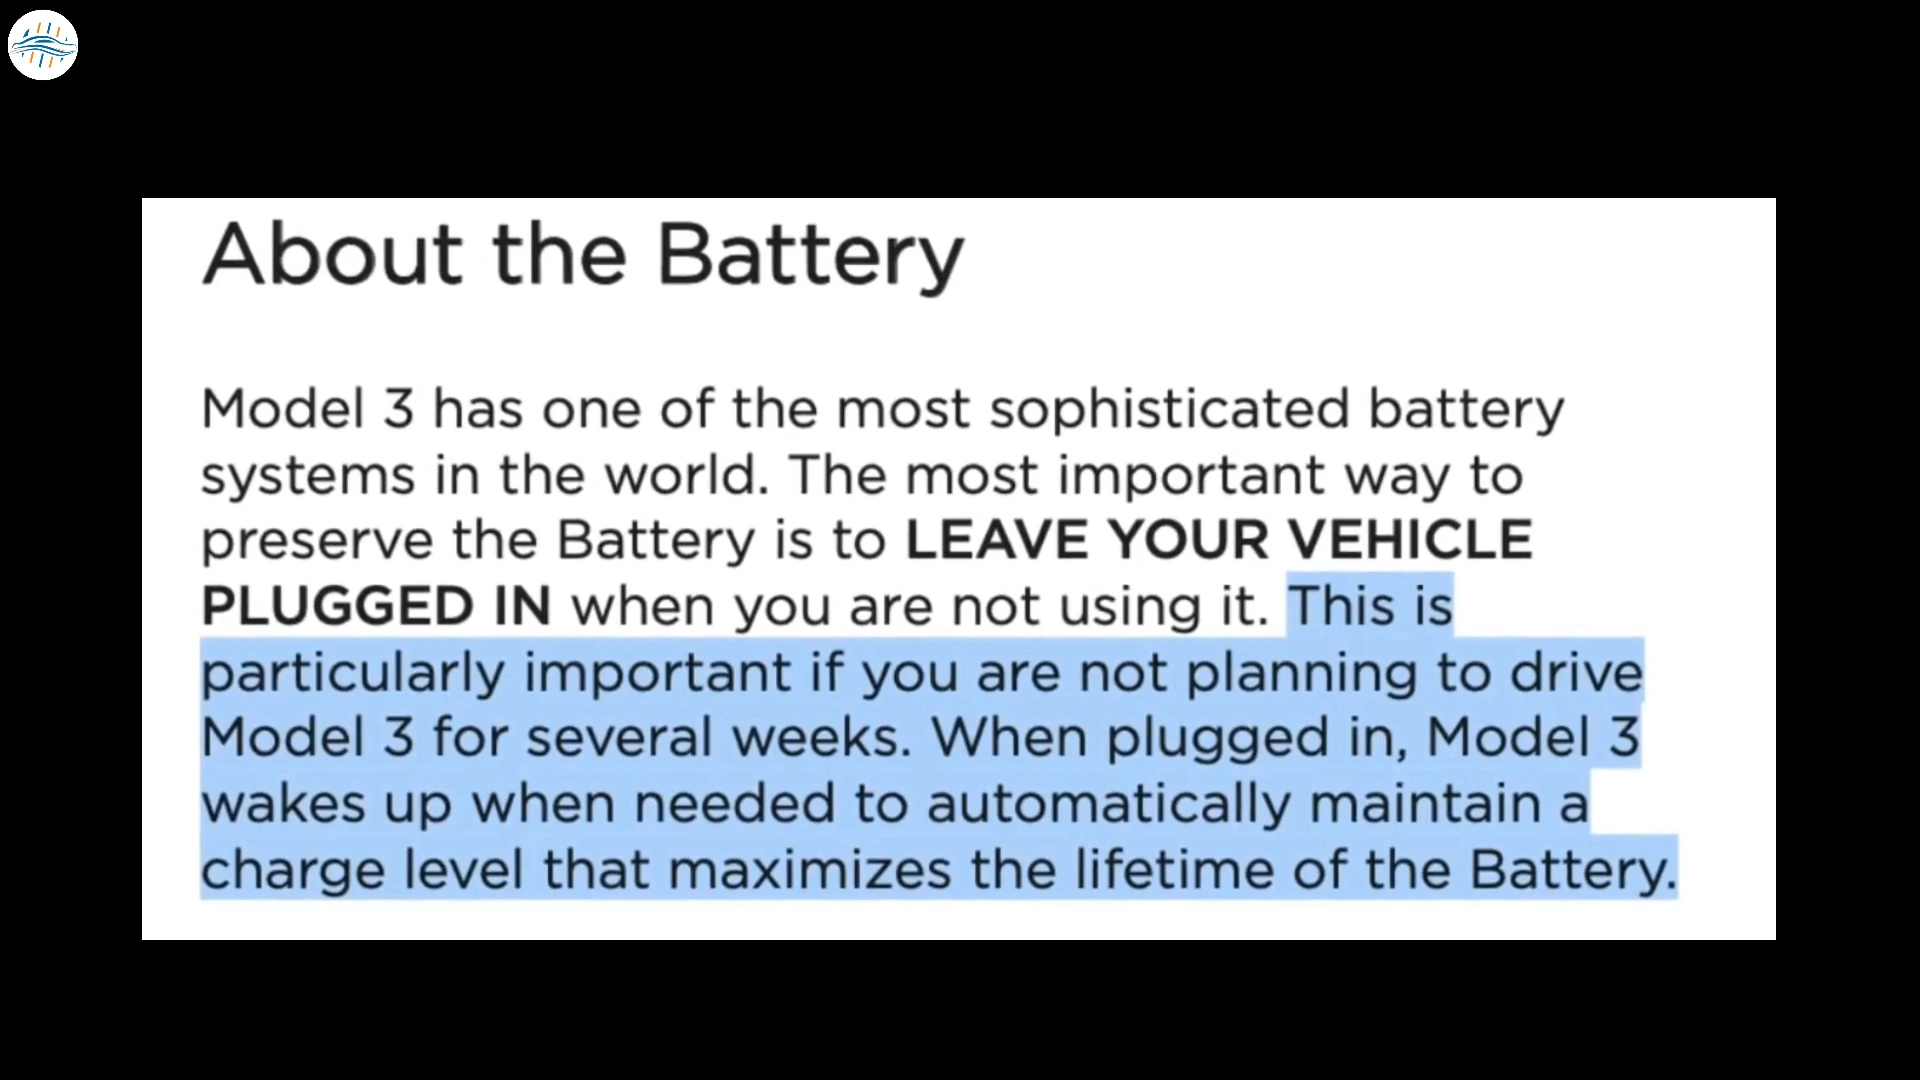 About the Battery
Model 3 has one of the most sophisticated battery
systems in the world. The most important way to
preserve the Battery is to LEAVE YOUR VEHICLE
PLUGGED IN when you are not using it. This is
particularly important if you are not planning to drive
Model 3 for several weeks. When plugged in, Model 3
wakes up when needed to automatically maintain a
charge level that maximizes the lifetime of the Battery.